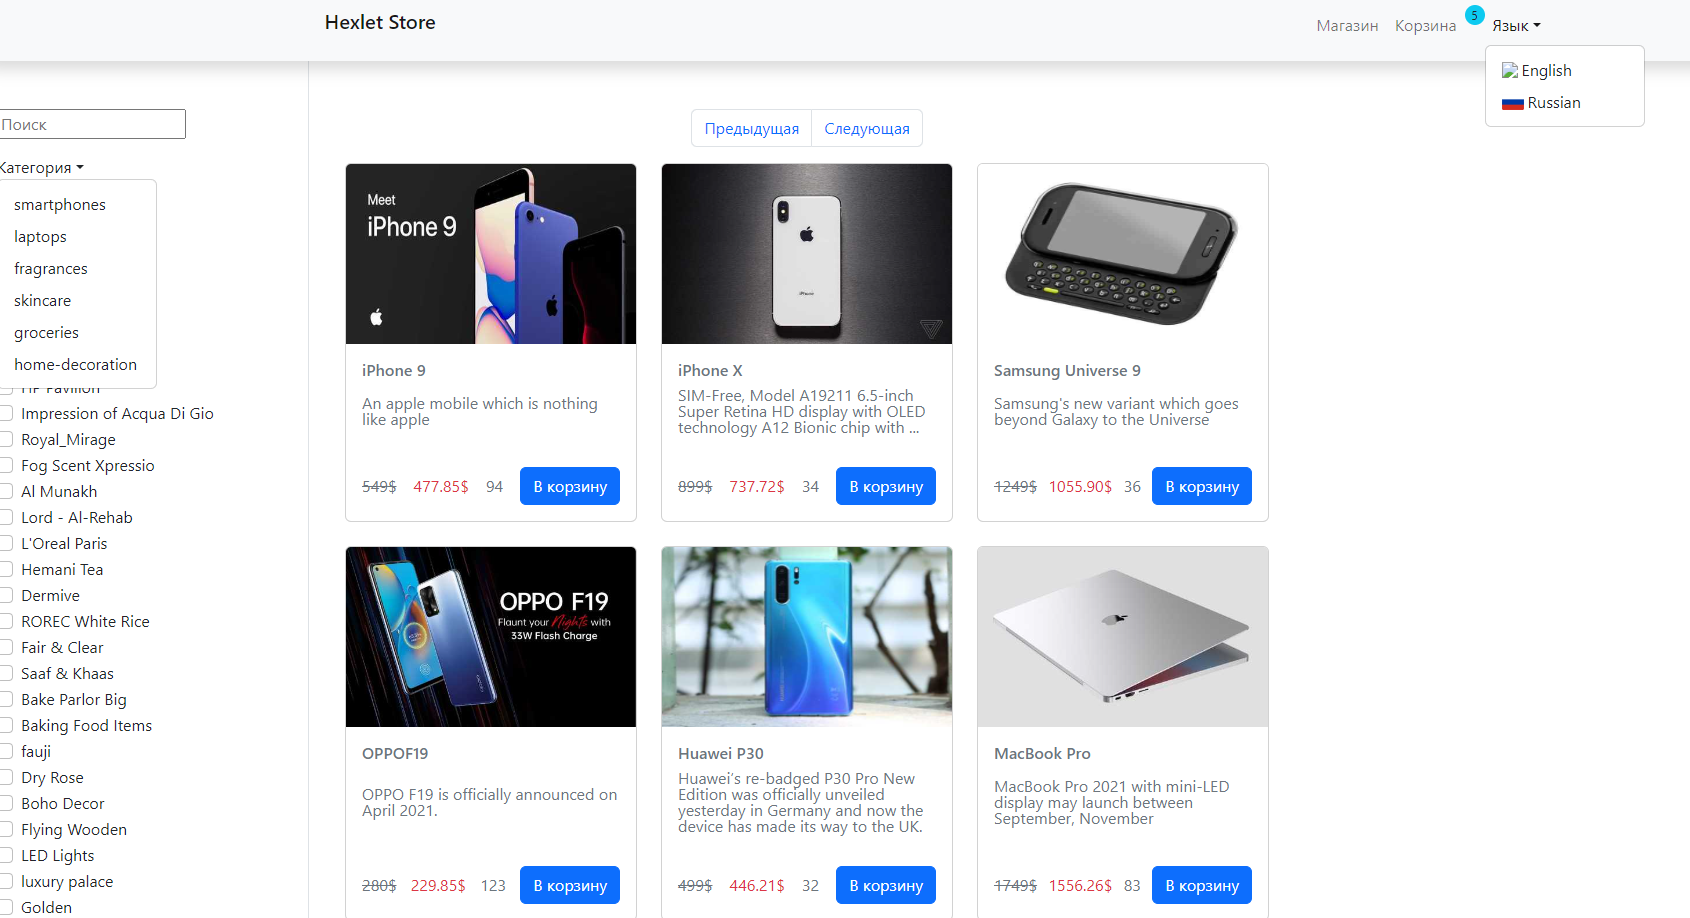 Hexlet Store
Магазин
Корзина
5
Язык
English
Russian
Поиск
Категория
smartphones
laptops
fragrances
skincare
groceries
home-decoration
HP Pavilion
Impression of Acqua Di Gio
Royal_Mirage
Fog Scent Xpressio
Al Munakh
Lord - Al-Rehab
L'Oreal Paris
Hemani Tea
Dermive
ROREC White Rice
Fair & Clear
Saaf & Khaas
Bake Parlor Big
Baking Food Items
fauji
Dry Rose
Boho Decor
Flying Wooden
LED Lights
luxury palace
Golden
Предыдущая
Следующая
Meet
iPhone 9
iPhone 9
An apple mobile which is nothing
like apple
549$ 477.85$ 94 В корзину
iPhone
iPhone X
SIM-Free, Model A19211 6.5-inch
Super Retina HD display with OLED
technology A12 Bionic chip with ...
899$ 737.72$ 34 В корзину
Samsung Universe 9
Samsung's new variant which goes
beyond Galaxy to the Universe
1249$ 1055.90$ 36 В корзину
OPPO F19
Flaunt your Nights with
33W Flash Charge
OPPOF19
OPPO F19 is officially announced on
April 2021.
280$ 229.85$ 123 В корзину
Huawei P30
Huawei’s re-badged P30 Pro New
Edition was officially unveiled
yesterday in Germany and now the
device has made its way to the UK.
499$ 446.21$ 32 В корзину
MacBook Pro
MacBook Pro 2021 with mini-LED
display may launch between
September, November
1749$ 1556.26$ 83 В корзину